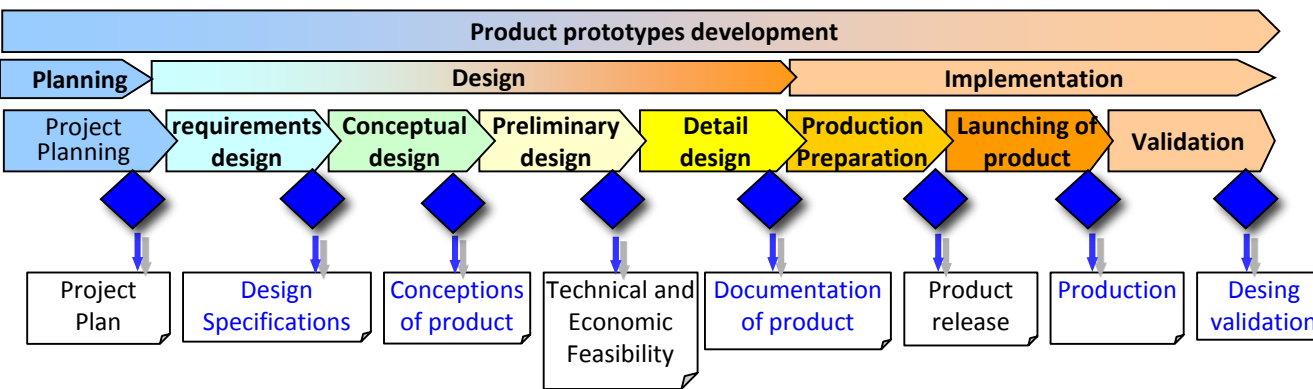 Product prototypes development
Planning
Design
Implementation
Project
Planning
requirements
design
Conceptual
design
Preliminary
design
Detail
design
Production
Preparation
Launching of
product
Validation
Project
Plan
Design
Specifications
Conceptions
of product
Technical and
Economic
Feasibility
Documentation
of product
Product
release
Production
Desing
validation